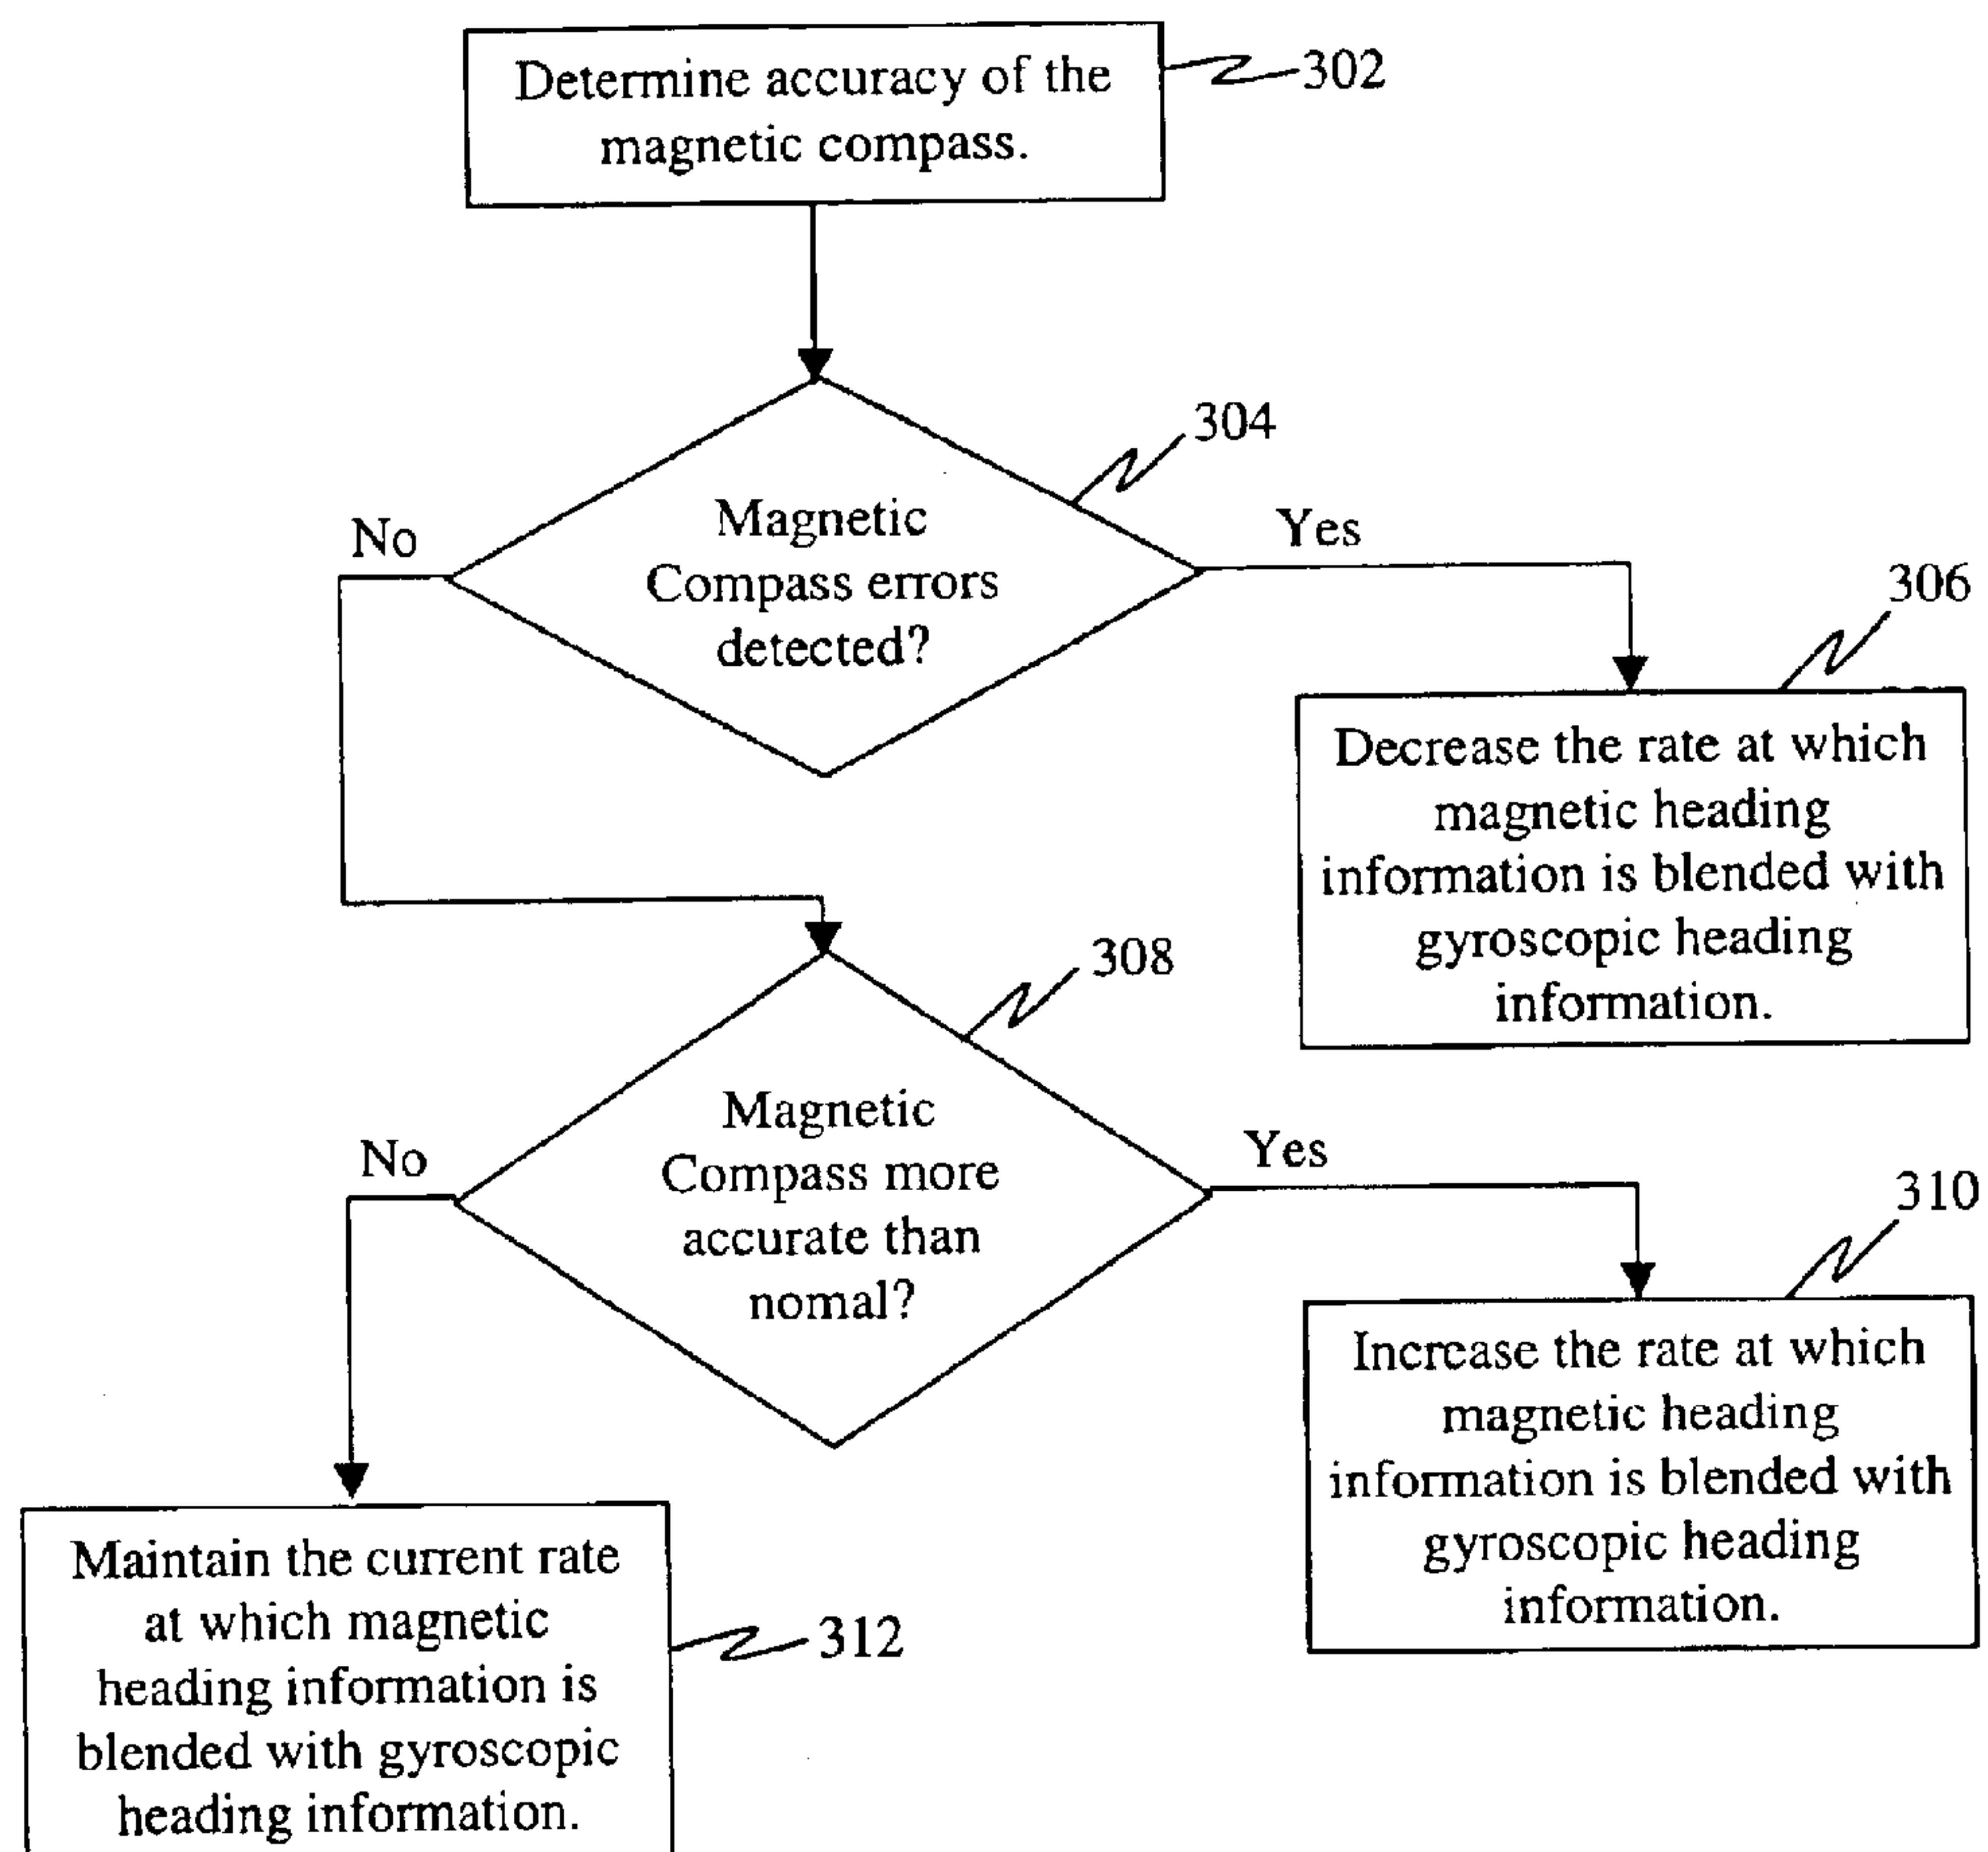 Determine accuracy of the
magnetic compass.
302
304
Magnetic
Compass errors
detected?
No
Yes
306
Decrease the rate at which
magnetic heading
information is blended with
gyroscopic heading
information.
308
Magnetic
Compass more
accurate than
nomal?
No
Yes
310
Increase the rate at which
magnetic heading
information is blended with
gyroscopic heading
information.
Maintain the current rate
at which magnetic
heading information is
blended with gyroscopic
heading information.
312